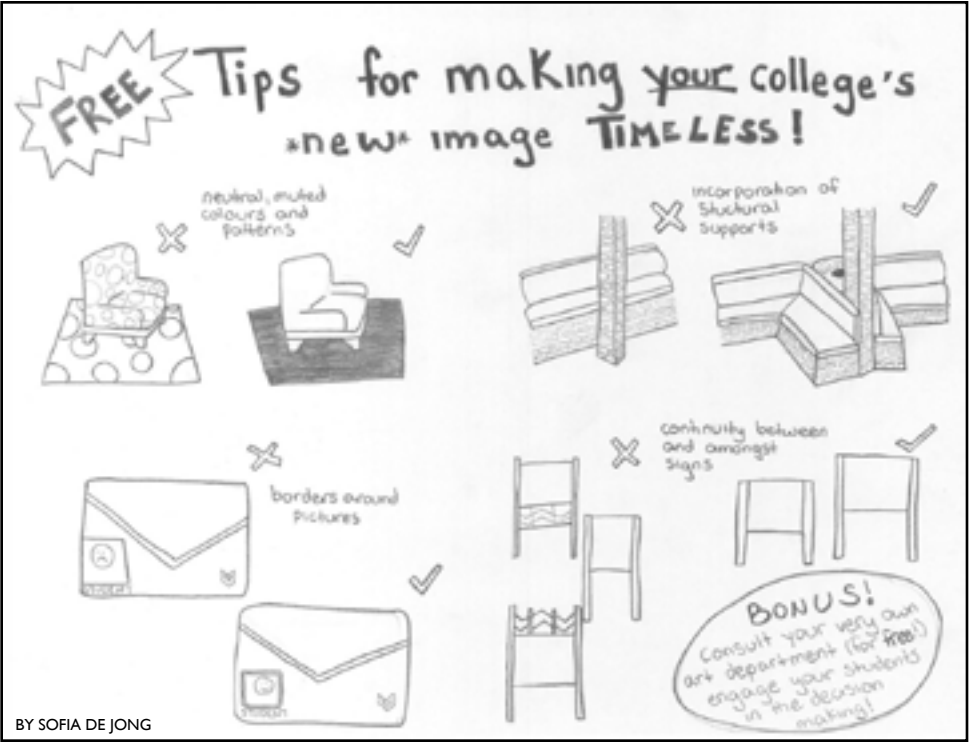 FREE
Tips for making your college's
*new* image TIMELESS!
neutral, muted
colours and
patterns
incorporation of
Stuctural
supports
borders around
pictures
continuity between
and amongst
signs
STUDENT
STUDENT
BONUS!
Consult your very own
art department (for free!)
engage your students
in the decision
making!
BY SOFIA DE JONG